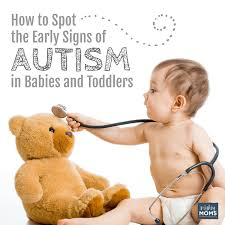 How to Spot
the Early Signs of
AUTISM
in Babies and Toddlers
MOMS